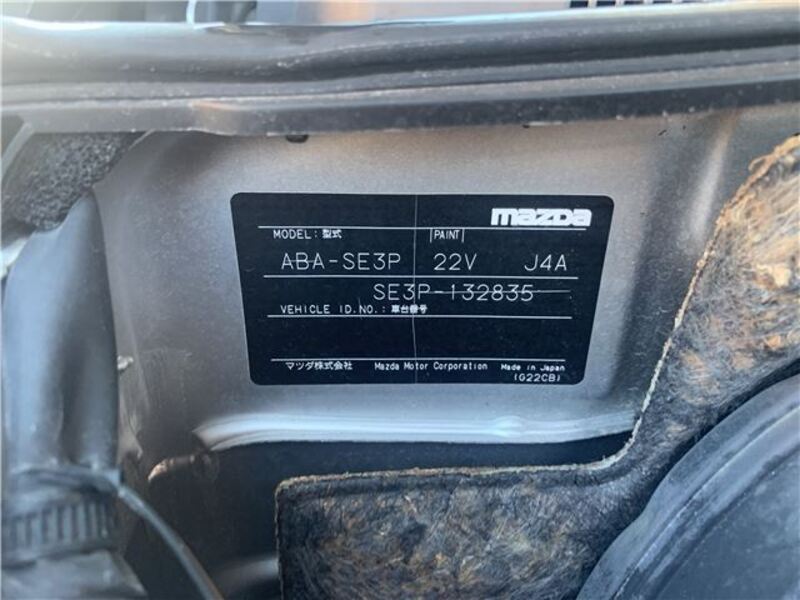 mazda
MODEL: 型式 PAINT
ABA-SE3P 22V J4A
SE3P-132835
VEHICLE ID.NO.: 車台番号
マツダ株式会社 Mazda Motor Corporation Made in Japan
(G22CB)